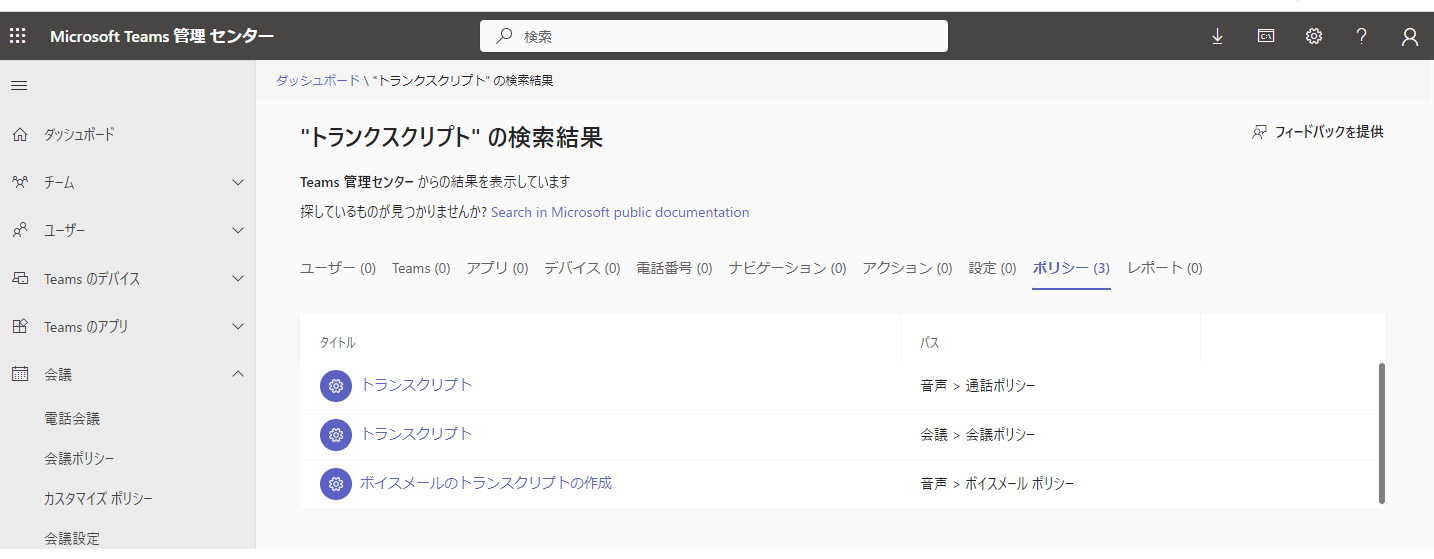 Microsoft Teams 管理 センター
検索
ダッシュボード \ "トランクスクリプト" の検索結果
ダッシュボード
チーム
ユーザー
Teams のデバイス
Teams のアプリ
会議
電話会議
会議ポリシー
カスタマイズ ポリシー
会議設定
"トランクスクリプト" の検索結果
フィードバックを提供
Teams 管理センター からの結果を表示しています
探しているものが見つかりませんか? Search in Microsoft public documentation
ユーザー (0) Teams (0) アプリ (0) デバイス (0) 電話番号 (0) ナビゲーション (0) アクション (0) 設定 (0) ポリシー (3) レポート (0)
タイトル パス
トランスクリプト 音声 > 通話ポリシー
トランスクリプト 会議 > 会議ポリシー
ボイスメールのトランスクリプトの作成 音声 > ボイスメール ポリシー